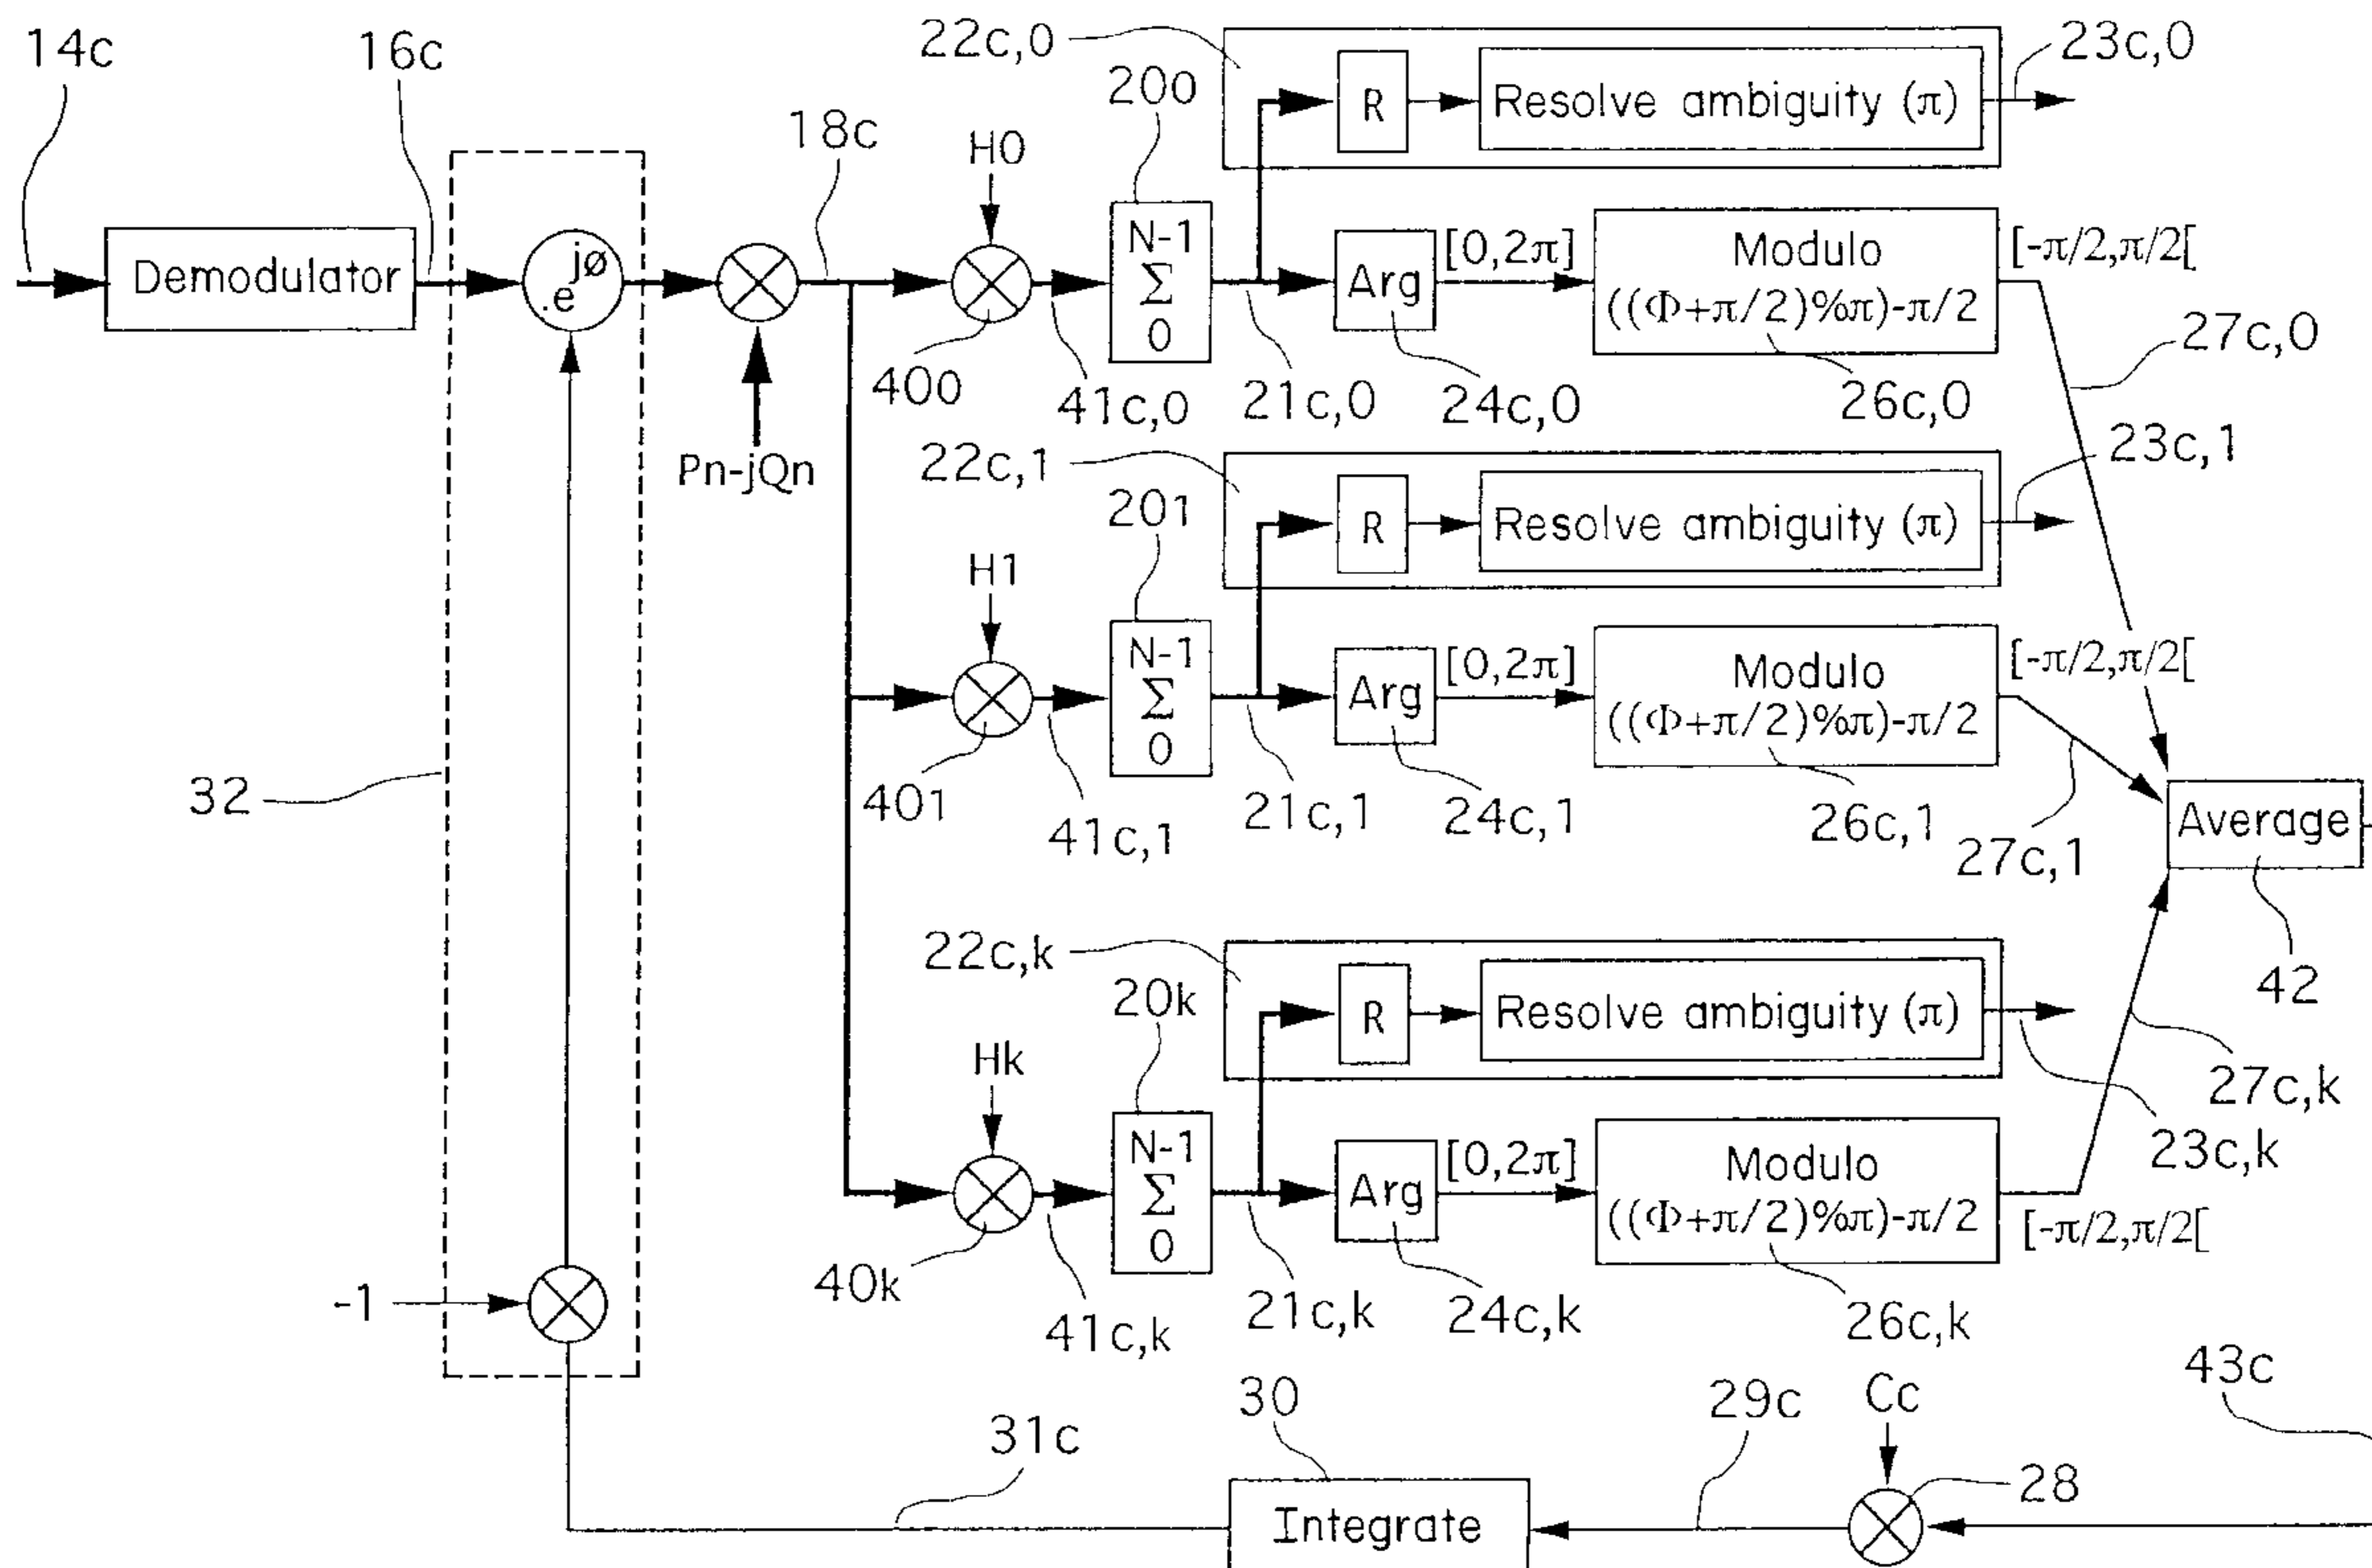 14c
16c
18c
22c,0
23c,0
200
H0
R
Resolve ambiguity (π)
Demodulator
.e jø
N-1
Σ
0
Arg
[0,2π]
Modulo
((Φ+π/2)%π)-π/2
[-π/2,π/2[
400
41c,0
21c,0
24c,0
26c,0
27c,0
Pn-jQn
22c,1
23c,1
201
H1
R
Resolve ambiguity (π)
N-1
Σ
0
Arg
[0,2π]
Modulo
((Φ+π/2)%π)-π/2
[-π/2,π/2[
32
401
41c,1
21c,1
24c,1
26c,1
27c,1
Average
42
22c,k
20k
Hk
R
Resolve ambiguity (π)
27c,k
23c,k
N-1
Σ
0
Arg
[0,2π]
Modulo
((Φ+π/2)%π)-π/2
[-π/2,π/2[
40k
41c,k
21c,k
24c,k
26c,k
-1
43c
31c
30
29c
Cc
28
Integrate